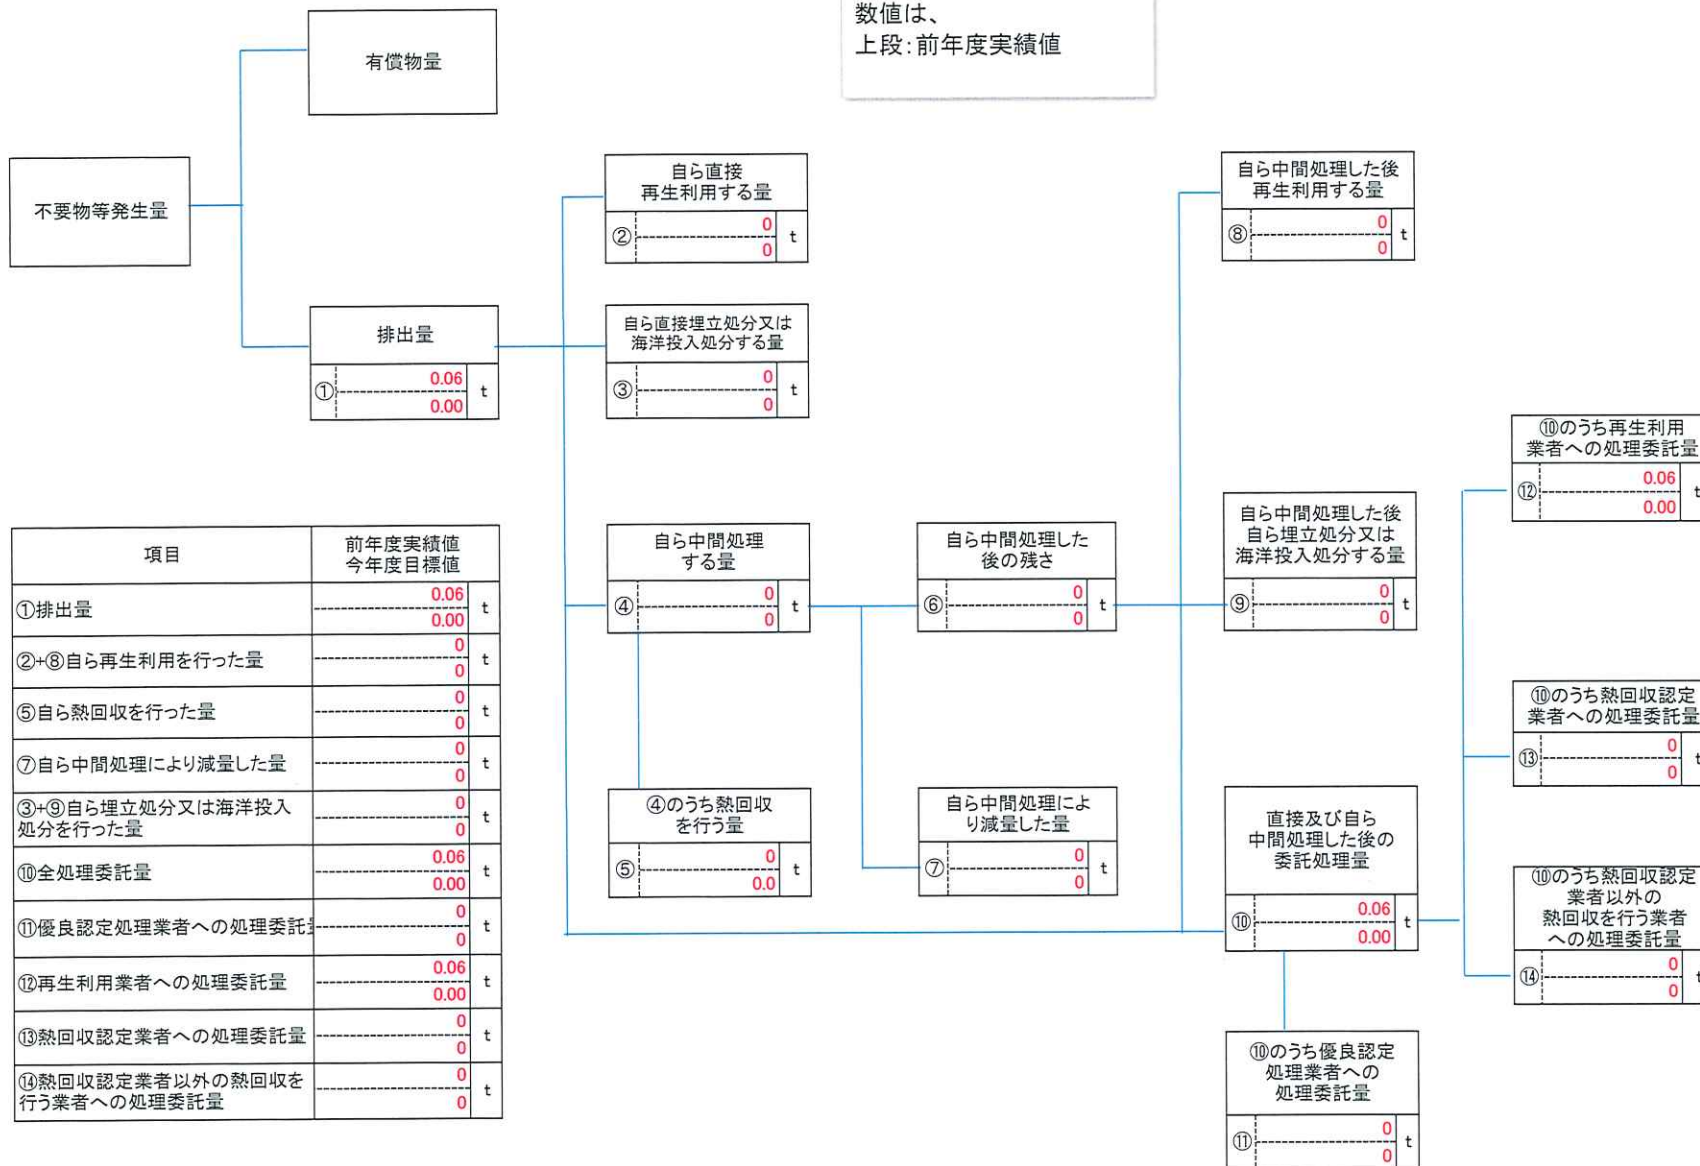 数値は、
上段：前年度実績値
有償物量
不要物等発生量
排出量
①
0.06
0.00
t
自ら直接
再生利用する量
②
0
0
t
自ら直接埋立処分又は
海洋投入処分する量
③
0
0
t
自ら中間処理
する量
④
0
0
t
④のうち熱回収
を行う量
⑤
0
0.0
t
自ら中間処理した
後の残さ
⑥
0
0
t
自ら中間処理によ
り減量した量
⑦
0
0
t
自ら中間処理した後
再生利用する量
⑧
0
0
t
自ら中間処理した後
自ら埋立処分又は
海洋投入処分する量
⑨
0
0
t
直接及び自ら
中間処理した後の
委託処理量
⑩
0.06
0.00
t
⑩のうち優良認定
処理業者への
処理委託量
⑪
0
0
t
⑩のうち再生利用
業者への処理委託量
⑫
0.06
0.00
t
⑩のうち熱回収認定
業者への処理委託量
⑬
0
0
t
⑩のうち熱回収認定
業者以外の
熱回収を行う業者
への処理委託量
⑭
0
0
t
項目
前年度実績値
今年度目標値
①排出量
0.06
0.00
t
②+⑧自ら再生利用を行った量
0
0
t
⑤自ら熱回収を行った量
0
0
t
⑦自ら中間処理により減量した量
0
0
t
③+⑨自ら埋立処分又は海洋投入
処分を行った量
0
0
t
⑩全処理委託量
0.06
0.00
t
⑪優良認定処理業者への処理委託
0
0
t
⑫再生利用業者への処理委託量
0.06
0.00
t
⑬熱回収認定業者への処理委託量
0
0
t
⑭熱回収認定業者以外の熱回収を
行う業者への処理委託量
0
0
t